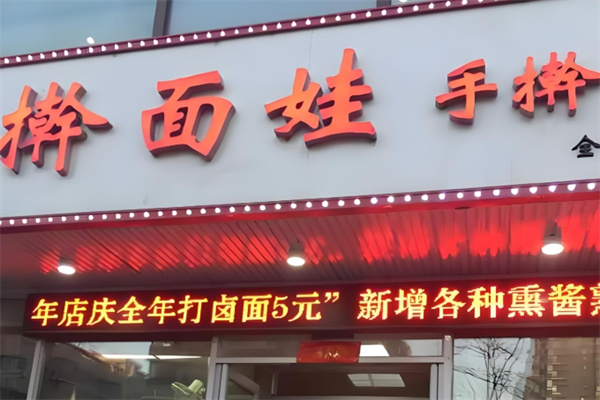 擀面娃 手擀
全
年店庆全年打卤面5元” 新增各种熏酱